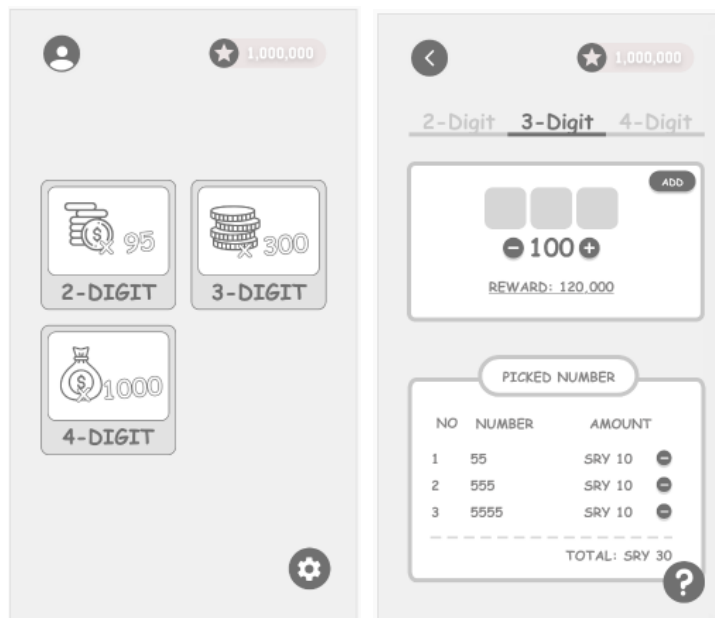 1,000,000
95
2-DIGIT
300
3-DIGIT
1000
4-DIGIT
1,000,000
2-Digit 3-Digit 4-Digit
ADD
100
REWARD: 120,000
PICKED NUMBER
NO NUMBER AMOUNT
1 55 SRY 10
2 555 SRY 10
3 5555 SRY 10
TOTAL: SRY 30
?